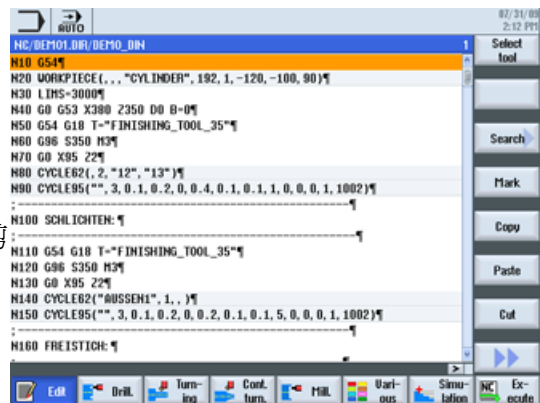 07/31/09
2:12 PM
AUTO
NC/DEMO1.DIR/DEMO_DIN 1
Select tool
N10 G54¶
N20 WORKPIECE(,,,"CYLINDER",192,1,-120,-100,90)¶
N30 LIMS=3000¶
N40 G0 G53 X380 Z350 D0 B=0¶
N50 G54 G18 T="FINISHING_TOOL_35"¶
N60 G96 S350 M3¶
N70 G0 X95 Z2¶
N80 CYCLE62(,2,"12","13")¶
N90 CYCLE95("",3,0.1,0.2,0,0.4,0.1,0.1,1,0,0,0,1,1002)¶
;--------------------------------------------------¶
N100 SCHLICHTEN: ¶
;--------------------------------------------------¶
N110 G54 G18 T="FINISHING_TOOL_35"¶
N120 G96 S350 M3¶
N130 G0 X95 Z2¶
N140 CYCLE62("AUSSEN1",1,,)¶
N150 CYCLE95("",3,0.1,0.2,0,0.2,0.1,0.1,5,0,0,0,1,1002)¶
;--------------------------------------------------¶
N160 FREISTICH: ¶
Search
Mark
Copy
Paste
Cut
剪
Edit
Drill.
Turn-
ing
Cont.
turn.
Mill.
Vari-
ous
Simu-
lation
NC
Ex-
ecute